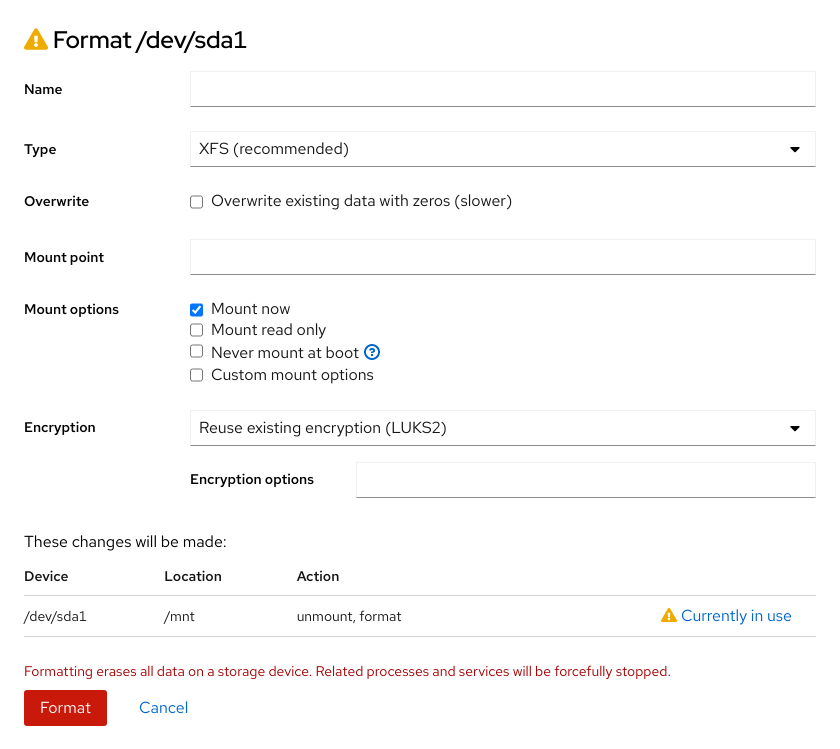 Format /dev/sda1
Name
Type XFS (recommended)
Overwrite Overwrite existing data with zeros (slower)
Mount point
Mount options Mount now
Mount read only
Never mount at boot
Custom mount options
Encryption Reuse existing encryption (LUKS2)
Encryption options
These changes will be made:
Device Location Action
/dev/sda1 /mnt unmount, format Currently in use
Formatting erases all data on a storage device. Related processes and services will be forcefully stopped.
Format Cancel